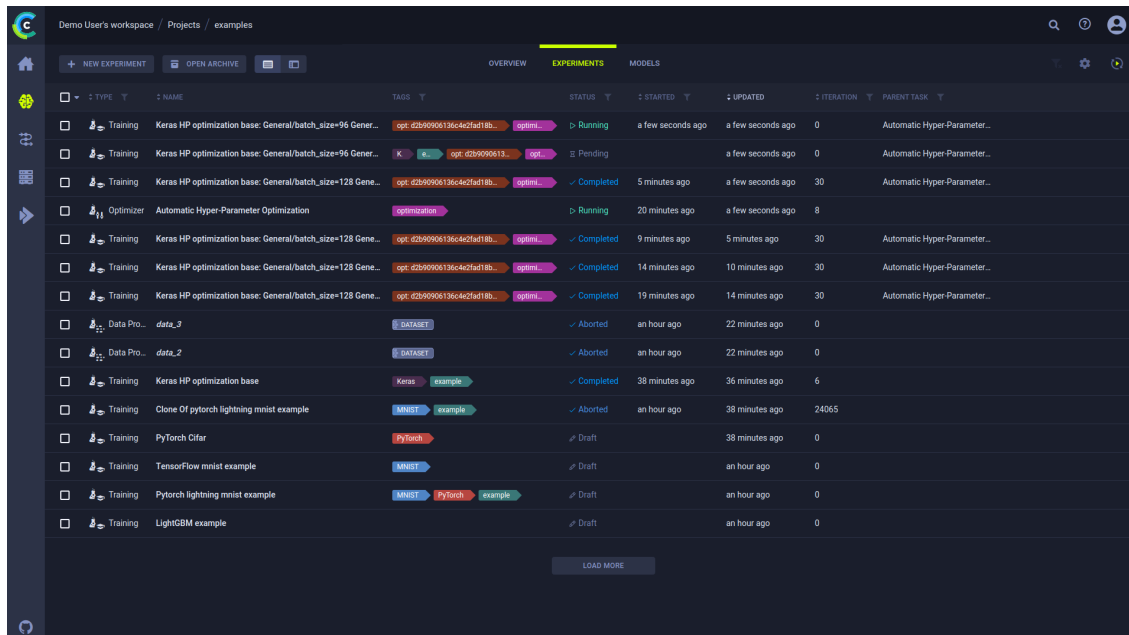 Demo User's workspace / Projects / examples
+ NEW EXPERIMENT OPEN ARCHIVE OVERVIEW EXPERIMENTS MODELS
TYPE NAME TAGS STATUS STARTED UPDATED ITERATION PARENT TASK
Training Keras HP optimization base: General/batch_size=96 Gener... opt: d2b90906136c4e2fad18b... optimi... Running a few seconds ago a few seconds ago 0 Automatic Hyper-Parameter...
Training Keras HP optimization base: General/batch_size=96 Gener... K e... opt: d2b9090613... opt... Pending a few seconds ago 0 Automatic Hyper-Parameter...
Training Keras HP optimization base: General/batch_size=128 Gene... opt: d2b90906136c4e2fad18b... optimi... Completed 5 minutes ago a few seconds ago 30 Automatic Hyper-Parameter...
Optimizer Automatic Hyper-Parameter Optimization optimization Running 20 minutes ago a few seconds ago 8
Training Keras HP optimization base: General/batch_size=128 Gene... opt: d2b90906136c4e2fad18b... optimi... Completed 9 minutes ago 5 minutes ago 30 Automatic Hyper-Parameter...
Training Keras HP optimization base: General/batch_size=128 Gene... opt: d2b90906136c4e2fad18b... optimi... Completed 14 minutes ago 10 minutes ago 30 Automatic Hyper-Parameter...
Training Keras HP optimization base: General/batch_size=128 Gene... opt: d2b90906136c4e2fad18b... optimi... Completed 19 minutes ago 14 minutes ago 30 Automatic Hyper-Parameter...
Data Pro... data_3 DATASET Aborted an hour ago 22 minutes ago 0
Data Pro... data_2 DATASET Aborted an hour ago 22 minutes ago 0
Training Keras HP optimization base Keras example Completed 38 minutes ago 36 minutes ago 6
Training Clone Of pytorch lightning mnist example MNIST example Aborted an hour ago 38 minutes ago 24065
Training PyTorch Cifar PyTorch Draft 38 minutes ago 0
Training TensorFlow mnist example MNIST Draft an hour ago 0
Training Pytorch lightning mnist example MNIST PyTorch example Draft an hour ago 0
Training LightGBM example Draft an hour ago 0
LOAD MORE